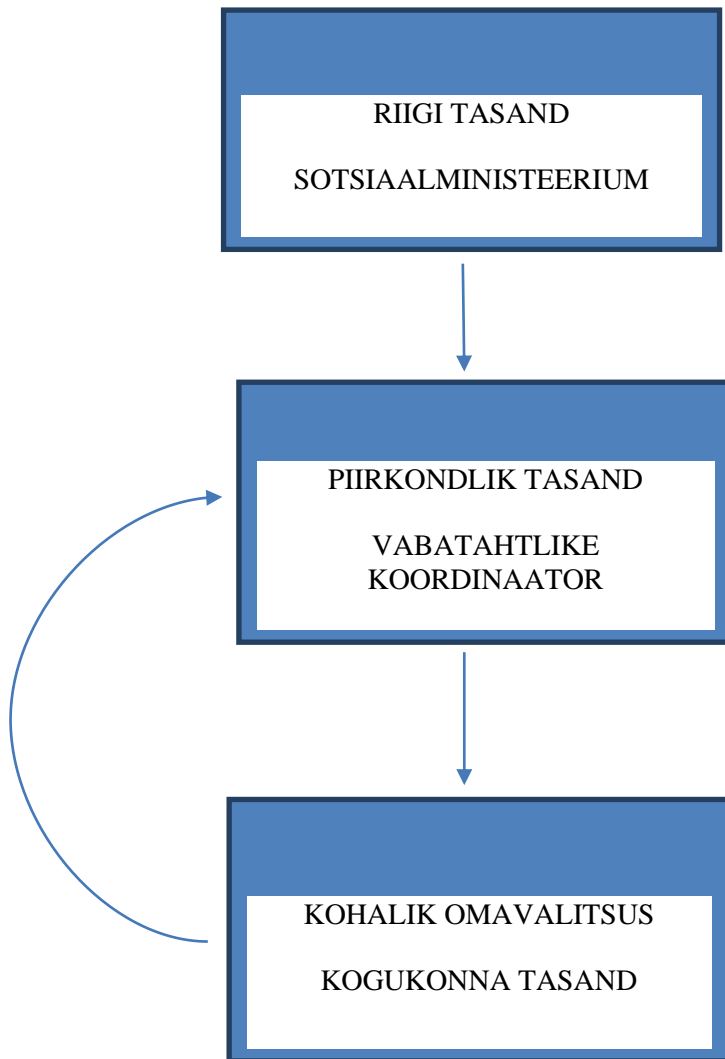 RIIGI TASAND
SOTSIAALMINISTEERIUM
PIIRKONDLIK TASAND
VABATAHTLIKE
KOORDINAATOR
KOHALIK OMAVALITSUS
KOGUKONNA TASAND